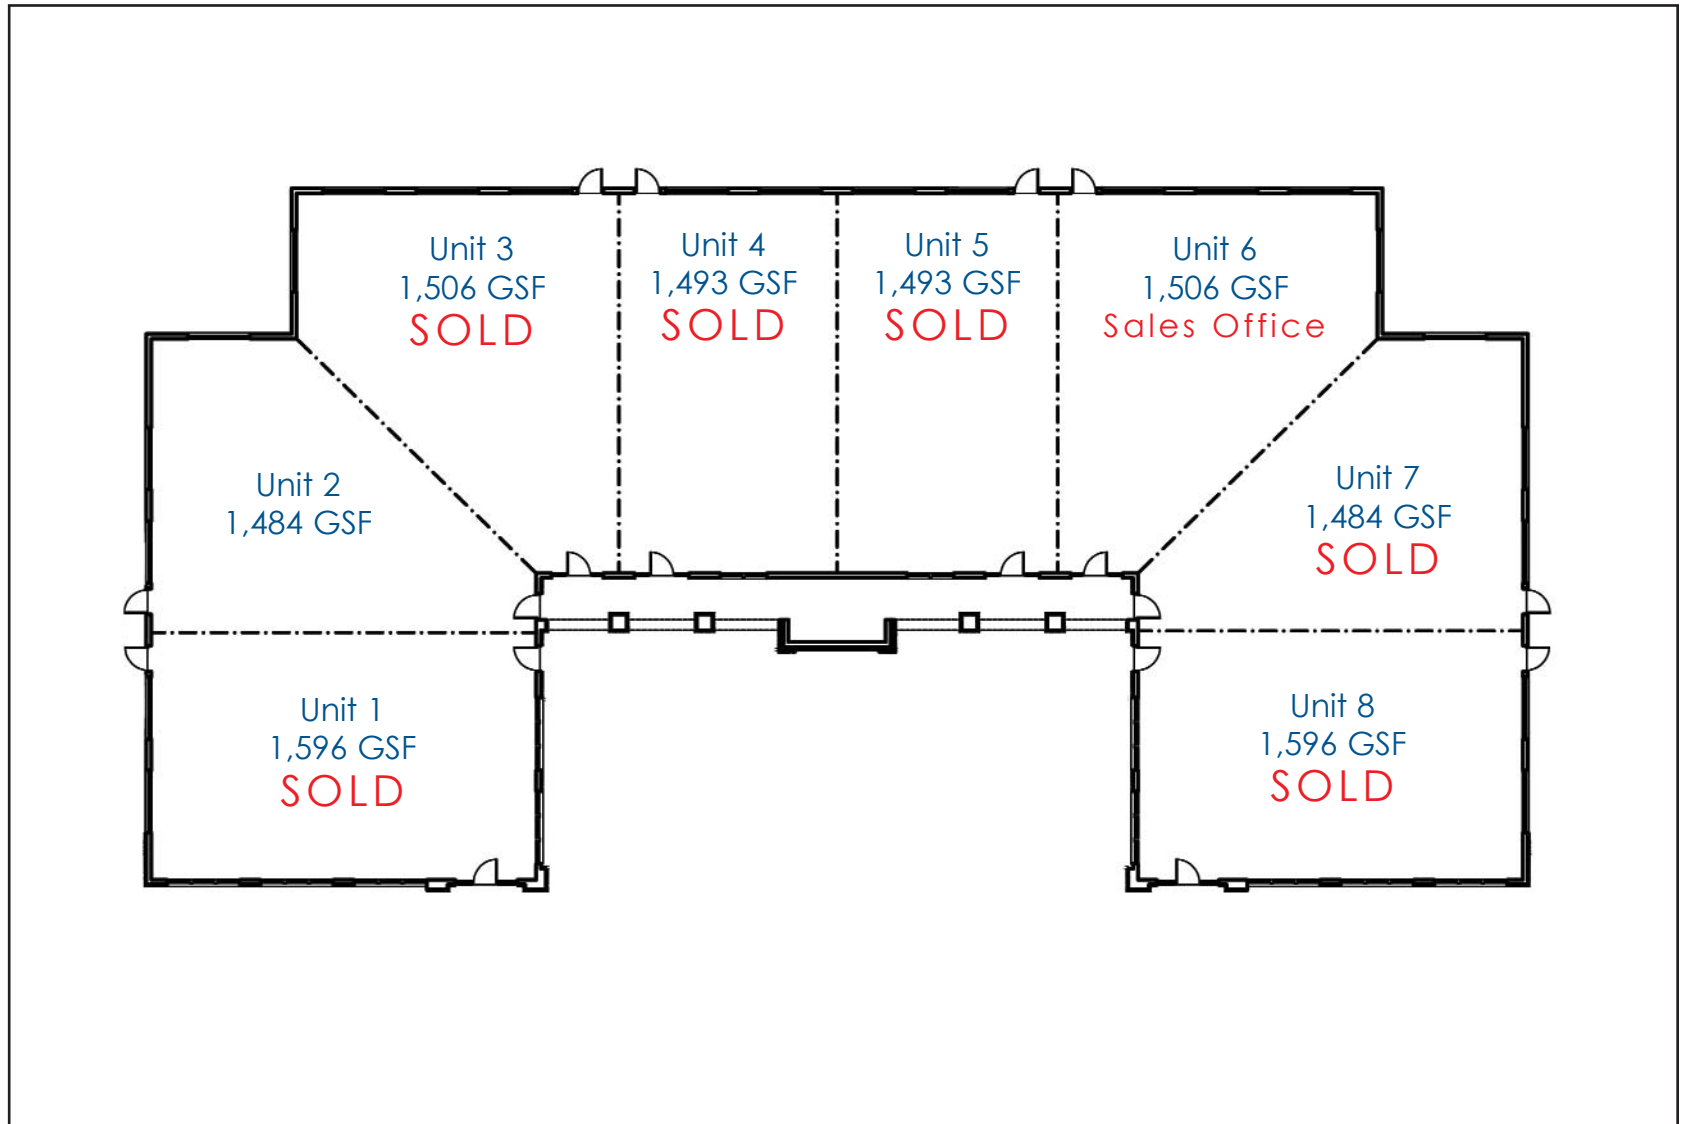 Unit 3
1,506 GSF
SOLD
Unit 4
1,493 GSF
SOLD
Unit 5
1,493 GSF
SOLD
Unit 6
1,506 GSF
Sales Office
Unit 2
1,484 GSF
Unit 7
1,484 GSF
SOLD
Unit 1
1,596 GSF
SOLD
Unit 8
1,596 GSF
SOLD